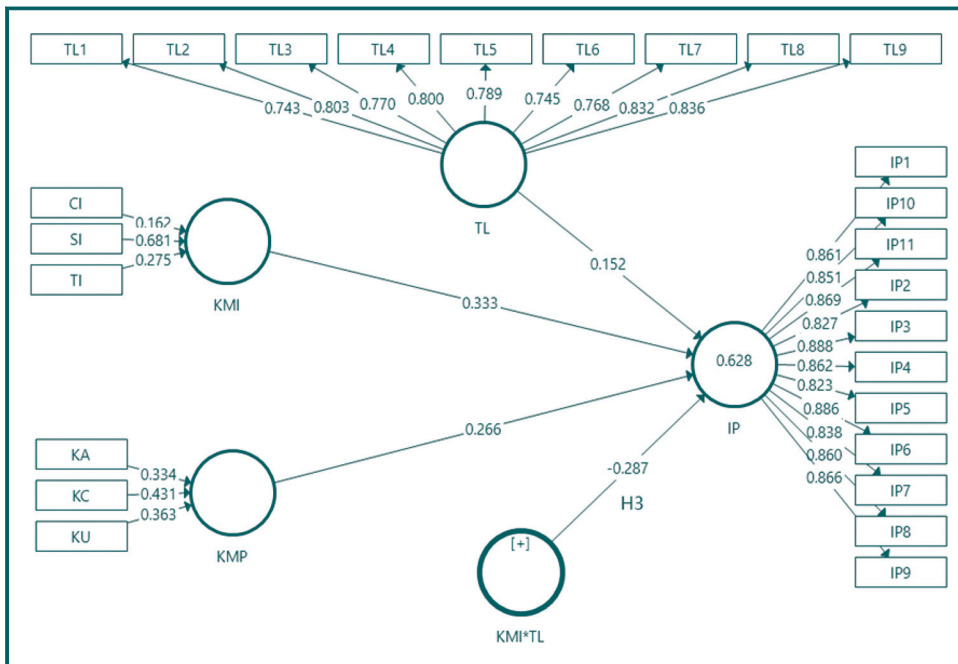 TL1 TL2 TL3 TL4 TL5 TL6 TL7 TL8 TL9
0.743 0.803 0.770 0.800 0.789 0.745 0.768 0.832 0.836
TL
CI
SI
TI
0.162
0.681
0.275
KMI
0.333
0.152
KA
KC
KU
0.334
0.431
0.363
KMP
0.266
-0.287
H3
[+]
KMI*TL
0.628
IP
0.861
0.851
0.869
0.827
0.888
0.862
0.823
0.886
0.838
0.860
0.866
IP1
IP10
IP11
IP2
IP3
IP4
IP5
IP6
IP7
IP8
IP9